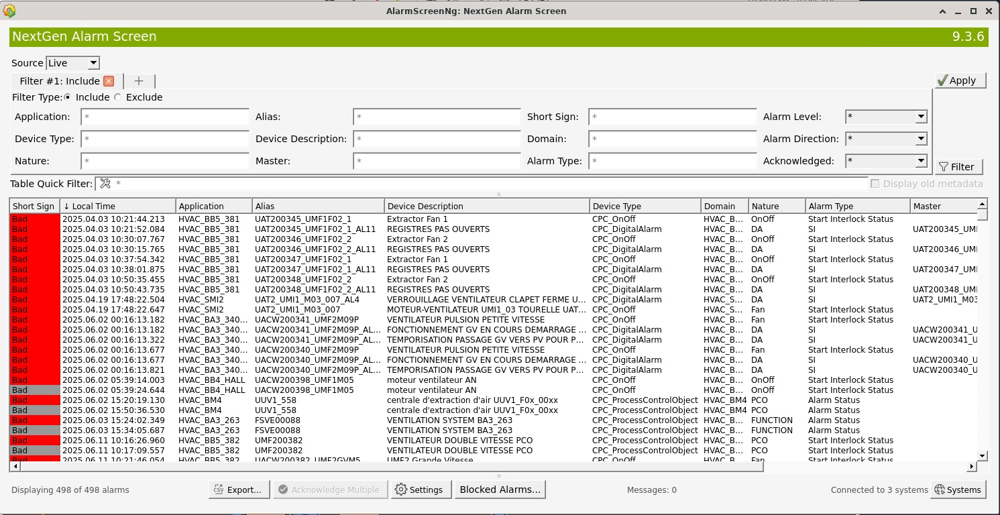 AlarmScreenNg: NextGen Alarm Screen
NextGen Alarm Screen 9.3.6
Source Live
Filter #1: Include Apply
Filter Type: Include Exclude
Application: * Alias: * Short Sign: * Alarm Level: *
Device Type: * Device Description: * Domain: * Alarm Direction: *
Nature: * Master: * Alarm Type: * Acknowledged: *
Filter
Table Quick Filter: * Display old metadata
Short Sign ↓ Local Time Application Alias Device Description Device Type Domain Nature Alarm Type Master
Bad 2025.04.03 10:21:44.213 HVAC_BB5_381 UAT200345_UMF1F02_1 Extractor Fan 1 CPC_OnOff HVAC_B... OnOff Start Interlock Status
Bad 2025.04.03 10:21:52.084 HVAC_BB5_381 UAT200345_UMF1F02_1_AL11 REGISTRES PAS OUVERTS CPC_DigitalAlarm HVAC_B... DA SI UAT200345_UMI
Bad 2025.04.03 10:30:07.767 HVAC_BB5_381 UAT200346_UMF1F02_2 Extractor Fan 2 CPC_OnOff HVAC_B... OnOff Start Interlock Status
Bad 2025.04.03 10:30:15.765 HVAC_BB5_381 UAT200346_UMF1F02_2_AL11 REGISTRES PAS OUVERTS CPC_DigitalAlarm HVAC_B... DA SI UAT200346_UMI
Bad 2025.04.03 10:37:54.342 HVAC_BB5_381 UAT200347_UMF1F02_1 Extractor Fan 1 CPC_OnOff HVAC_B... OnOff Start Interlock Status
Bad 2025.04.03 10:38:01.875 HVAC_BB5_381 UAT200347_UMF1F02_1_AL11 REGISTRES PAS OUVERTS CPC_DigitalAlarm HVAC_B... DA SI UAT200347_UMI
Bad 2025.04.03 10:50:35.455 HVAC_BB5_381 UAT200348_UMF1F02_2 Extractor Fan 2 CPC_OnOff HVAC_B... OnOff Start Interlock Status
Bad 2025.04.03 10:50:43.735 HVAC_BB5_381 UAT200348_UMF1F02_2_AL11 REGISTRES PAS OUVERTS CPC_DigitalAlarm HVAC_B... DA SI UAT200348_UMI
Bad 2025.04.19 17:48:22.504 HVAC_SMI2 UAT2_UMI1_M03_007_AL4 VERROUILLAGE VENTILATEUR CLAPET FERME U... CPC_DigitalAlarm HVAC_S... DA SI UAT2_UMI1_M03
Bad 2025.04.19 17:48:22.647 HVAC_SMI2 UAT2_UMI1_M03_007 MOTEUR-VENTILATEUR UMI1_03 TOURELLE UAT... CPC_OnOff HVAC_S... Fan Start Interlock Status
Bad 2025.06.02 00:16:13.182 HVAC_BA3_340... UACW200341_UMF2M09P VENTILATEUR PULSION PETITE VITESSE CPC_OnOff HVAC_B... Fan Start Interlock Status
Bad 2025.06.02 00:16:13.182 HVAC_BA3_340... UACW200341_UMF2M09P_AL... FONCTIONNEMENT GV EN COURS DEMARRAGE ... CPC_DigitalAlarm HVAC_B... DA SI UACW200341_U
Bad 2025.06.02 00:16:13.322 HVAC_BA3_340... UACW200341_UMF2M09P_AL... TEMPORISATION PASSAGE GV VERS PV POUR P... CPC_DigitalAlarm HVAC_B... DA SI UACW200341_U
Bad 2025.06.02 00:16:13.677 HVAC_BA3_340... UACW200340_UMF2M09P VENTILATEUR PULSION PETITE VITESSE CPC_OnOff HVAC_B... Fan Start Interlock Status
Bad 2025.06.02 00:16:13.677 HVAC_BA3_340... UACW200340_UMF2M09P_AL... FONCTIONNEMENT GV EN COURS DEMARRAGE ... CPC_DigitalAlarm HVAC_B... DA SI UACW200340_U
Bad 2025.06.02 00:16:13.821 HVAC_BA3_340... UACW200340_UMF2M09P_AL... TEMPORISATION PASSAGE GV VERS PV POUR P... CPC_DigitalAlarm HVAC_B... DA SI UACW200340_U
Bad 2025.06.02 05:39:14.003 HVAC_BB4_HALL UACW200398_UMF1M05 moteur ventilateur AN CPC_OnOff HVAC_B... OnOff Start Interlock Status
Bad 2025.06.02 05:39:24.644 HVAC_BB4_HALL UACW200398_UMF1M05 moteur ventilateur AN CPC_OnOff HVAC_B... OnOff Start Interlock Status
Bad 2025.06.02 15:20:19.130 HVAC_BM4 UUV1_558 centrale d'extraction d'air UUV1_F0x_00xx CPC_ProcessControlObject HVAC_BM4 PCO Alarm Status
Bad 2025.06.02 15:50:36.530 HVAC_BM4 UUV1_558 centrale d'extraction d'air UUV1_F0x_00xx CPC_ProcessControlObject HVAC_BM4 PCO Alarm Status
Bad 2025.06.03 15:24:02.349 HVAC_BA3_263 FSVE00088 VENTILATION SYSTEM BA3_263 CPC_ProcessControlObject HVAC_B... FUNCTION Alarm Status
Bad 2025.06.03 15:34:05.687 HVAC_BA3_263 FSVE00088 VENTILATION SYSTEM BA3_263 CPC_ProcessControlObject HVAC_B... FUNCTION Alarm Status
Bad 2025.06.11 10:16:26.960 HVAC_BB5_382 UMF200382 VENTILATEUR DOUBLE VITESSE PCO CPC_ProcessControlObject HVAC_B... PCO Start Interlock Status
Bad 2025.06.11 10:17:09.557 HVAC_BB5_382 UMF200382 VENTILATEUR DOUBLE VITESSE PCO CPC_ProcessControlObject HVAC_B... PCO Start Interlock Status
Bad 2025.06.11 10:21:46.054 HVAC_BB5_382 UACW200382_UMF2GVM5 UMF2 Grande Vitesse CPC_OnOff HVAC_B... Fan Start Interlock Status
Displaying 498 of 498 alarms CSV Export... Acknowledge Multiple Settings Blocked Alarms... Messages: 0 Connected to 3 systems Systems